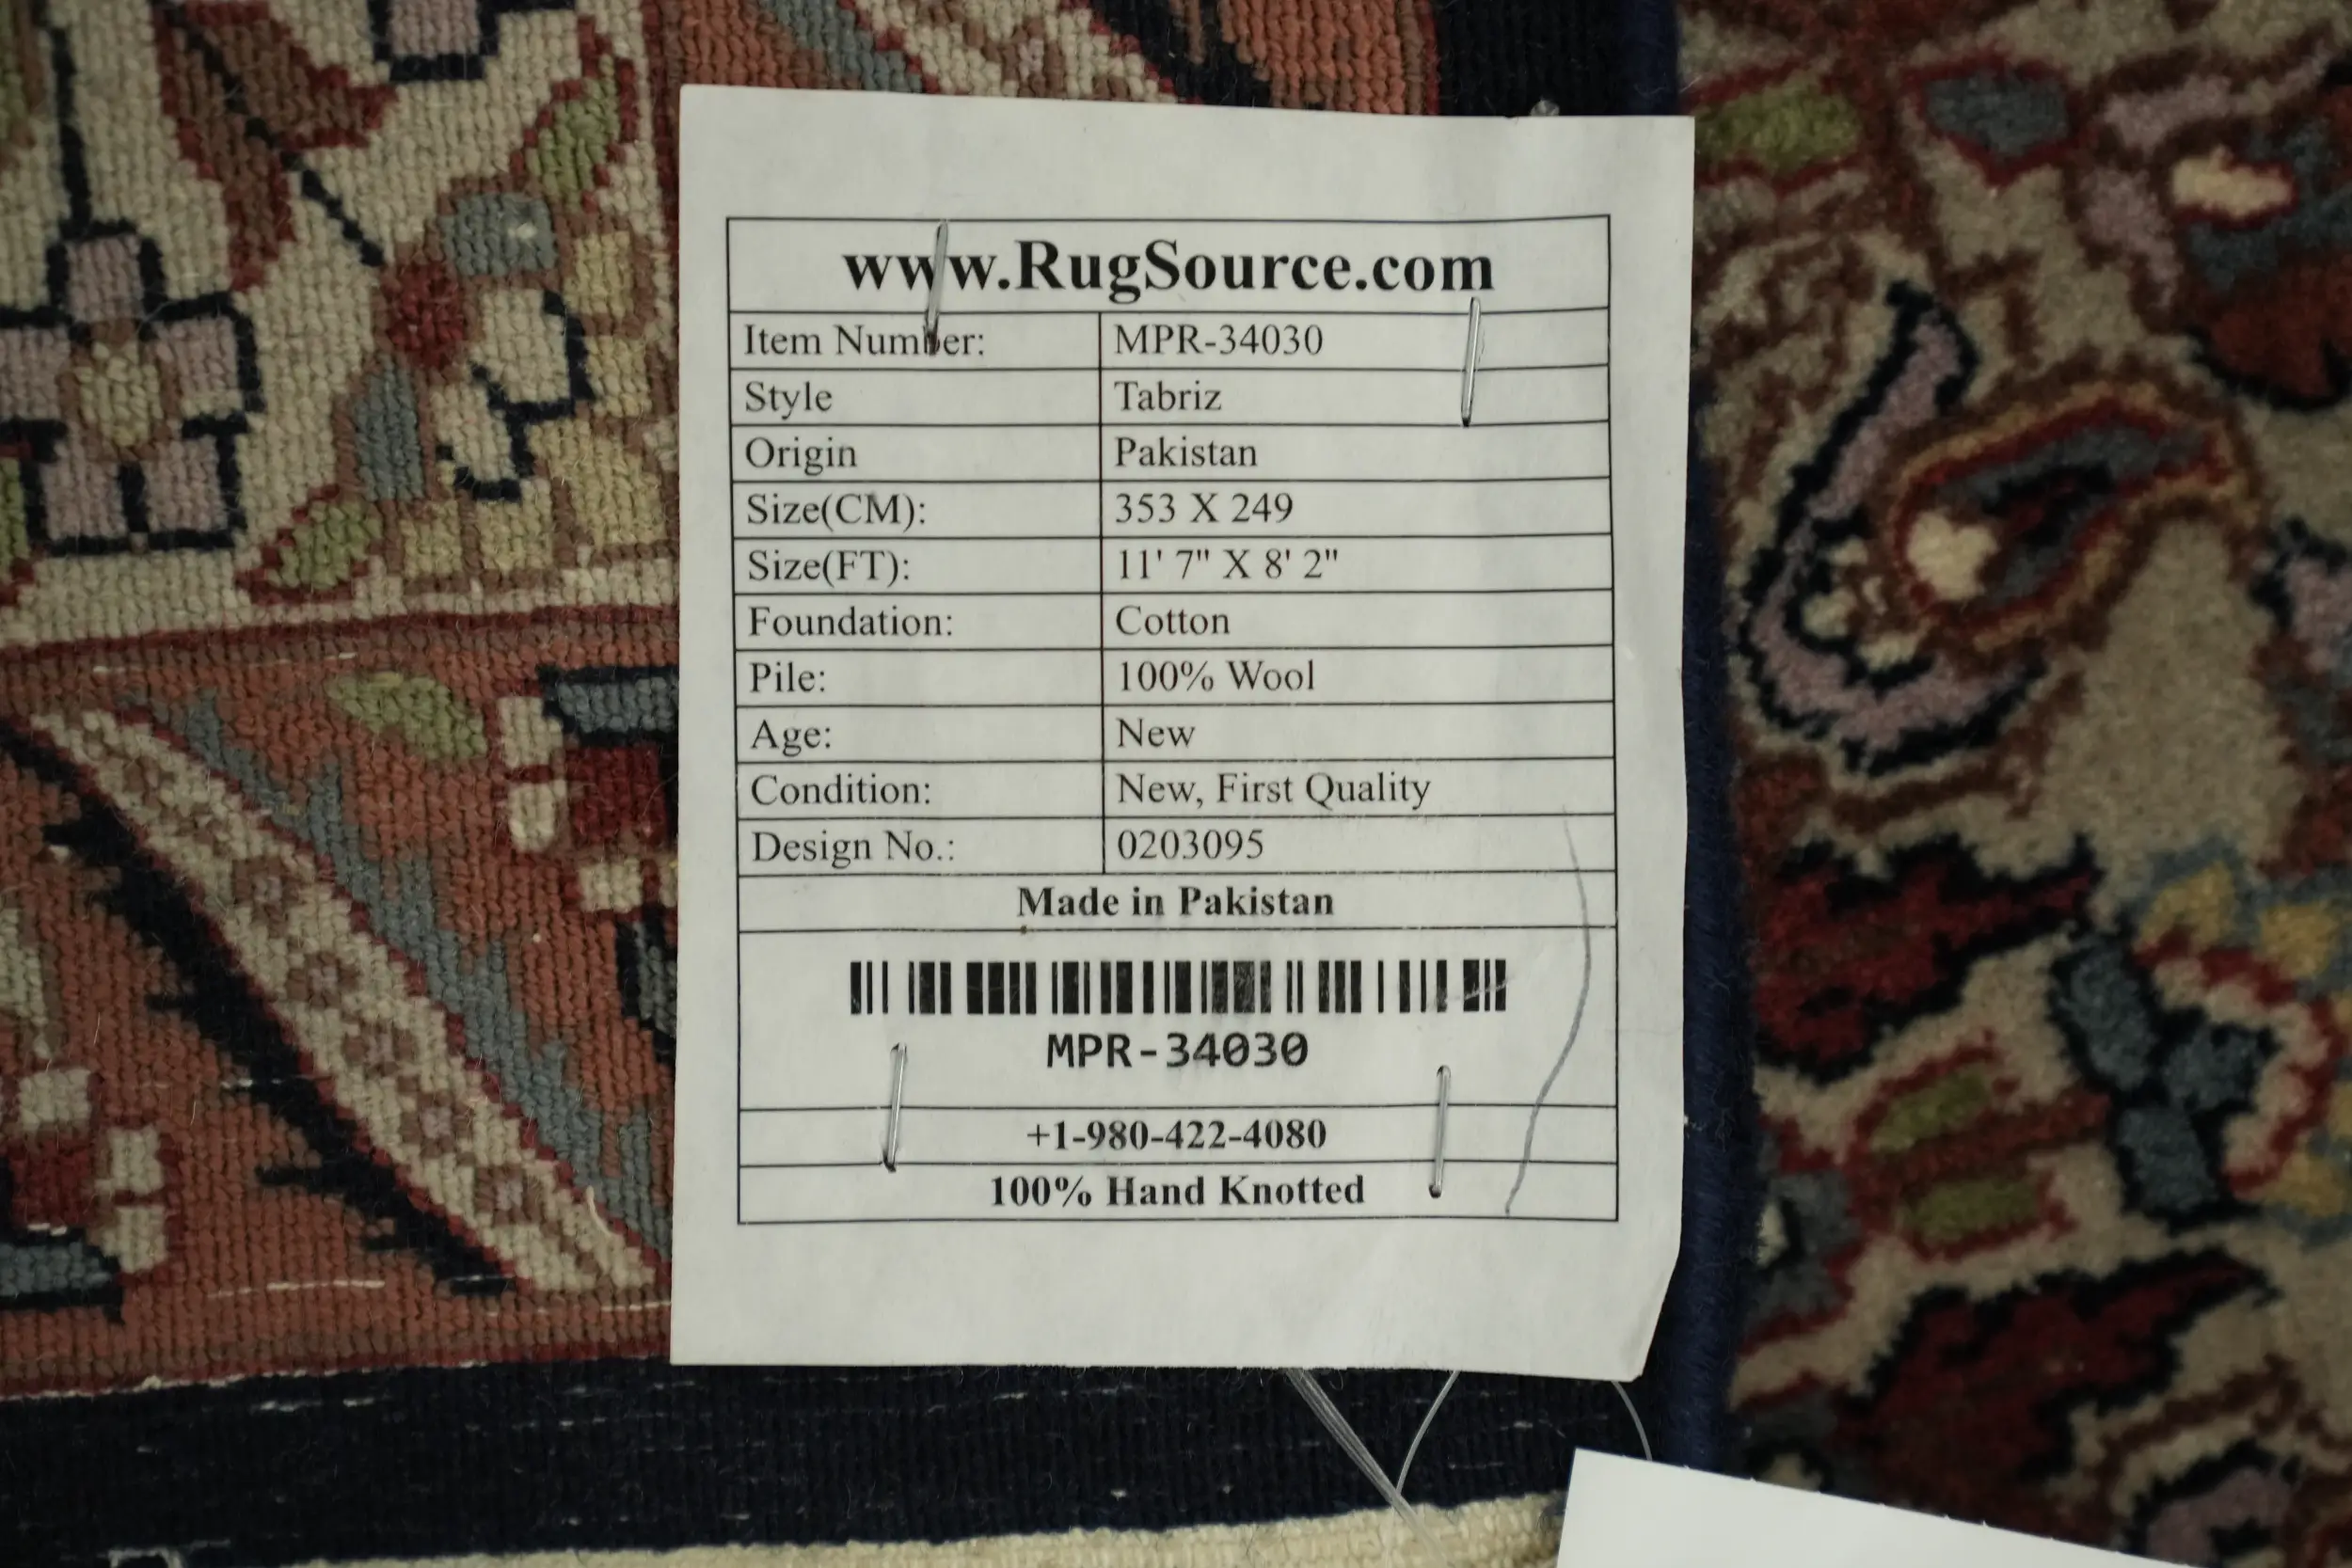 www.RugSource.com
Item Number: MPR-34030
Style Tabriz
Origin Pakistan
Size(CM): 353 X 249
Size(FT): 11' 7" X 8' 2"
Foundation: Cotton
Pile: 100% Wool
Age: New
Condition: New, First Quality
Design No.: 0203095
Made in Pakistan
MPR-34030
+1-980-422-4080
100% Hand Knotted